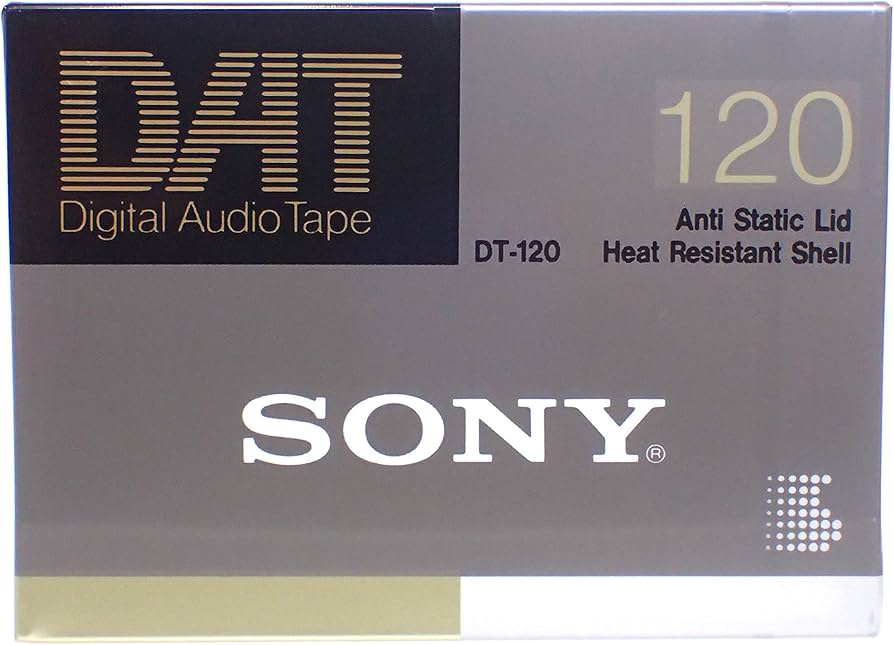 DAT
Digital Audio Tape
120
Anti Static Lid
DT-120 Heat Resistant Shell
SONY®